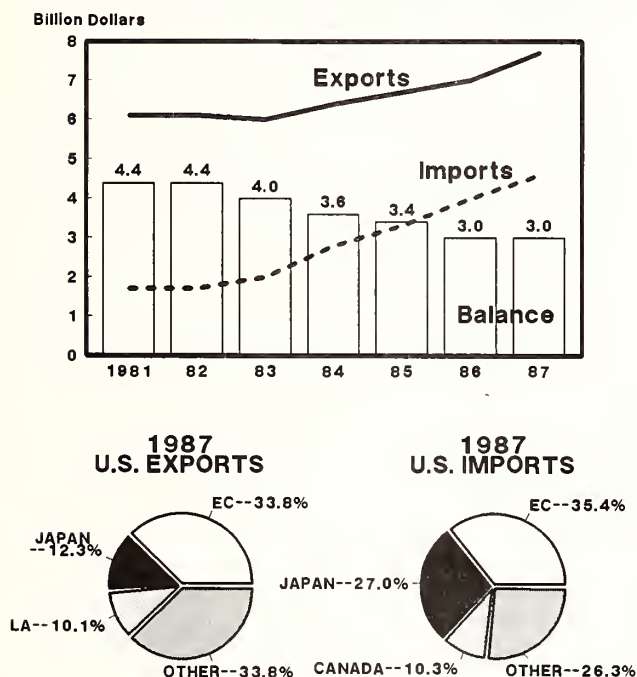 Billion Dollars
8
7
6
5
4
3
2
1
0
Exports
Imports
4.4
4.4
4.0
3.6
3.4
3.0
3.0
Balance
1981
82
83
84
85
86
87
1987
U.S. EXPORTS
EC--33.8%
JAPAN
--12.3%
LA--10.1%
OTHER--33.8%
1987
U.S. IMPORTS
EC--35.4%
JAPAN--27.0%
CANADA--10.3%
OTHER--26.3%